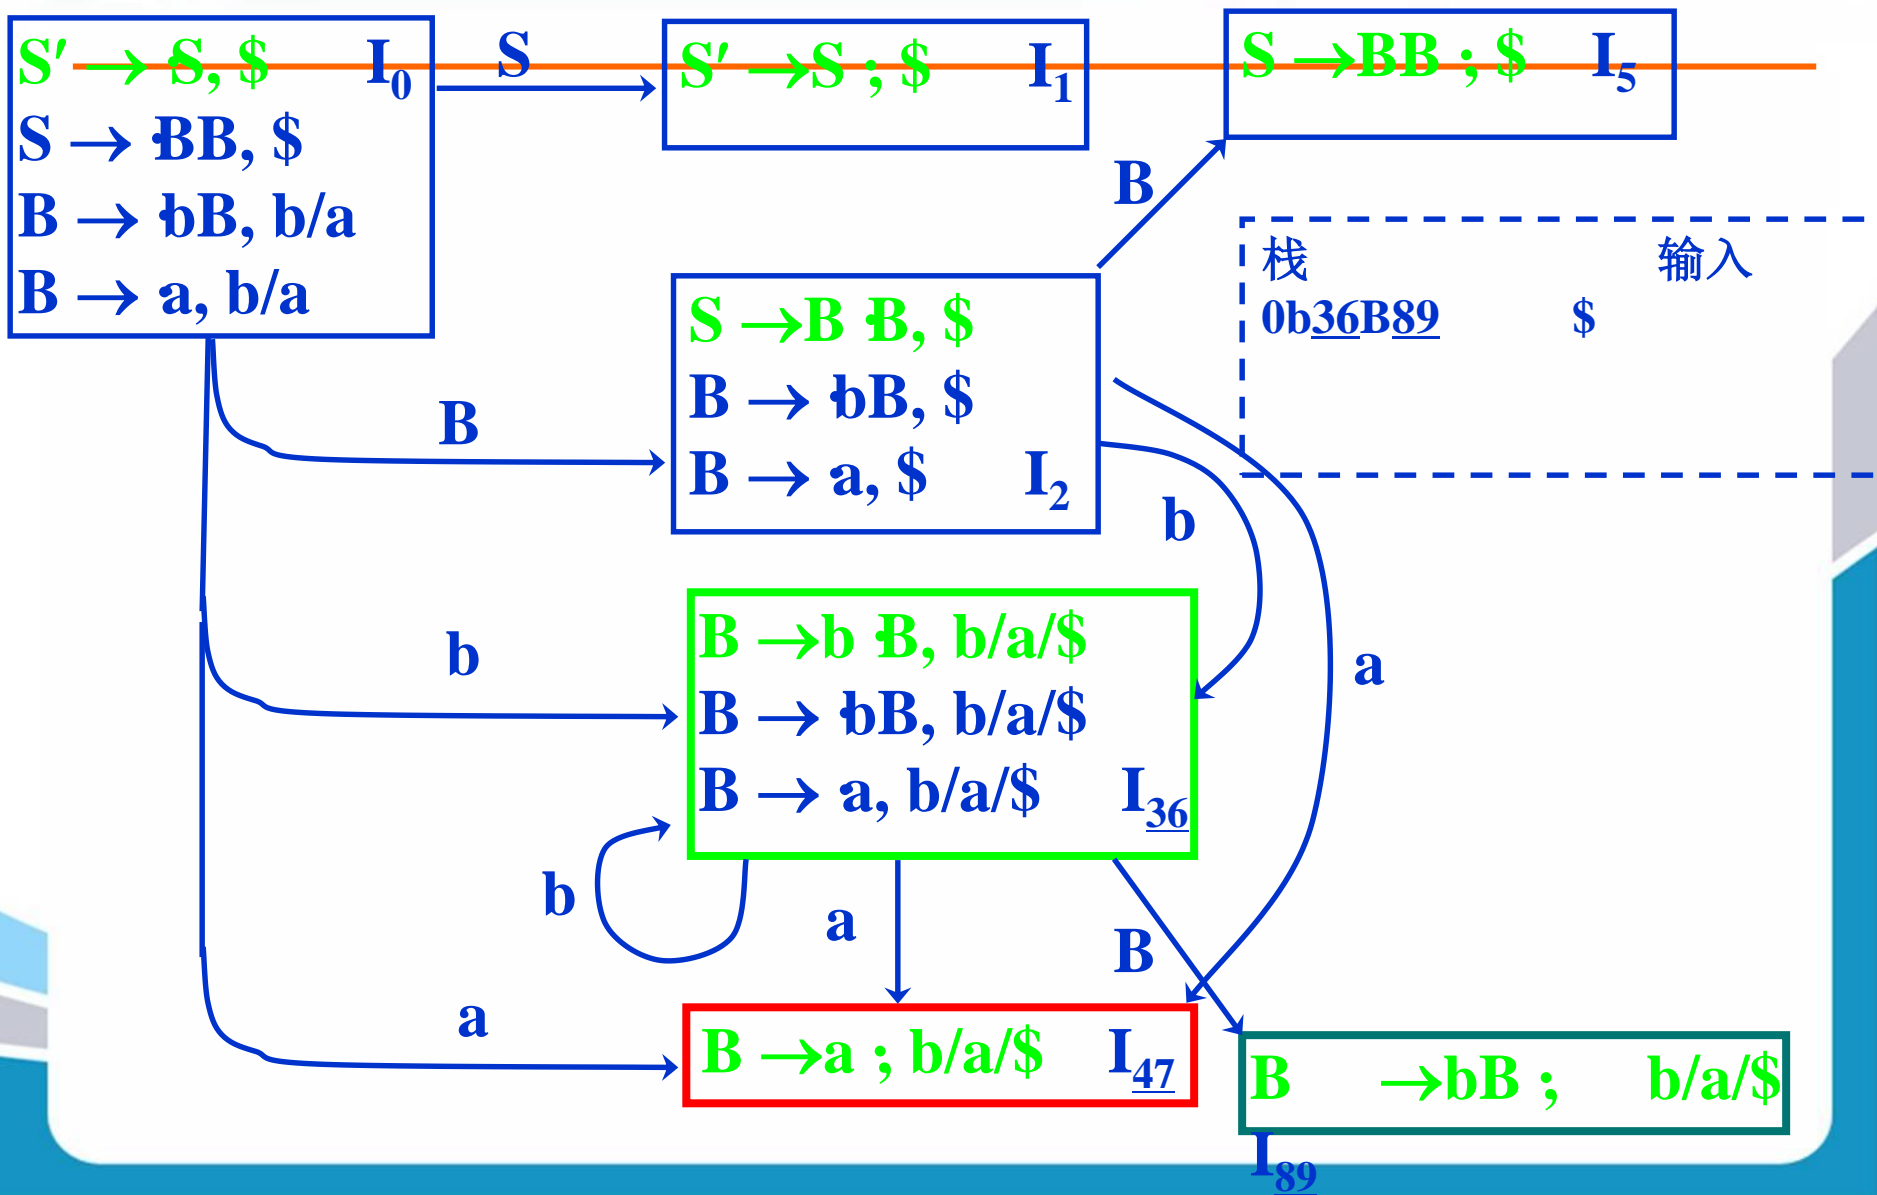 S′ → ·S, $ I0
S → ·BB, $
B → ·bB, b/a
B → ·a, b/a
S
S′ →S ·, $ I1
S →BB ·, $ I5
B
栈 输入
0b36B89 $
S →B ·B, $
B → ·bB, $
B → ·a, $ I2
B
b
a
B →b ·B, b/a/$
B → ·bB, b/a/$
B → ·a, b/a/$ I36
b
b
a
B
a
B →a ·, b/a/$ I47
B →bB ·, b/a/$
I89